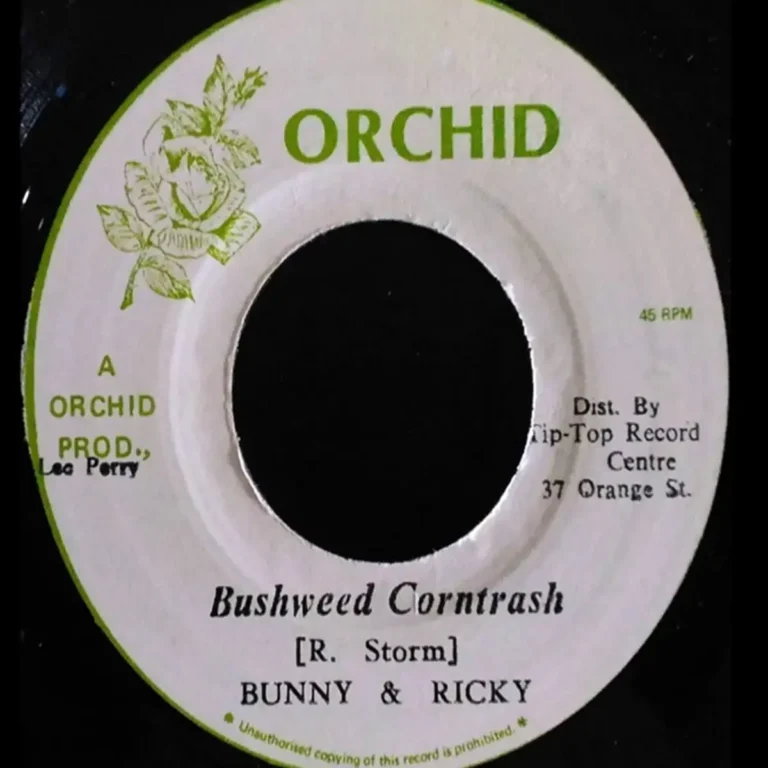 ORCHID
45 RPM
A
ORCHID
PROD.,
Lee Perry
Dist. By
Tip-Top Record
Centre
37 Orange St.
Bushweed Corntrash
[R. Storm]
BUNNY & RICKY
* Unauthorised copying of this record is prohibited. *